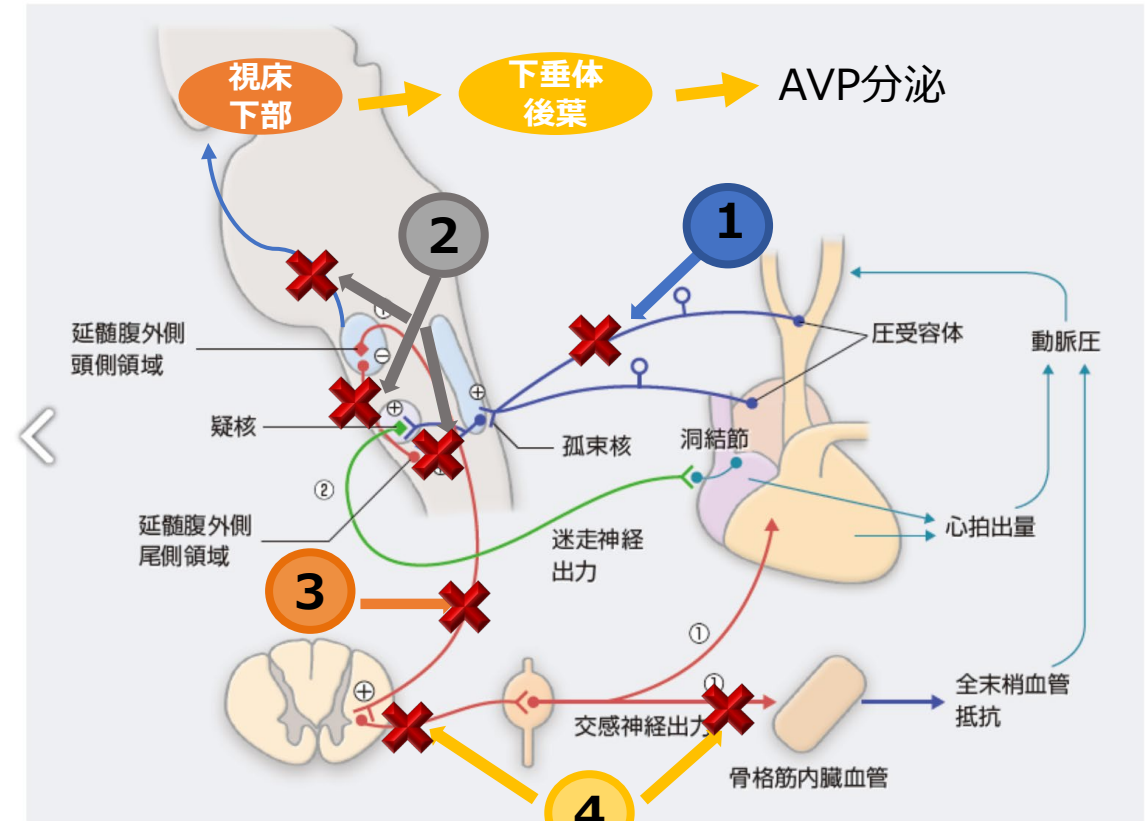 視床
下部
下垂体
後葉
AVP分泌
1
2
①
延髄腹外側
頭側領域
⊖
圧受容体
動脈圧
⊕
⊕
疑核
孤束核
洞結節
②
延髄腹外側
尾側領域
迷走神経
出力
心拍出量
3
①
⊕
交感神経出力
全末梢血管
抵抗
骨格筋内臓血管
4